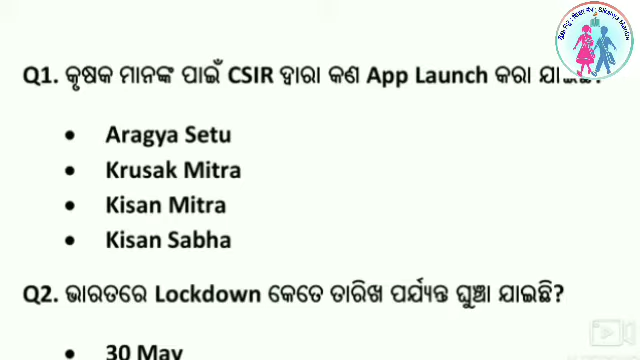 Q1. କୃଷକ ମାନଙ୍କ ପାଇଁ CSIR ଦ୍ୱାରା କଣ App Launch କରା ଯାଇଛି?
Aragya Setu
Krusak Mitra
Kisan Mitra
Kisan Sabha
Q2. ଭାରତରେ Lockdown କେତେ ତାରିଖ ପର୍ଯ୍ୟନ୍ତ ଘୁଞ୍ଚା ଯାଇଛି?
30 May